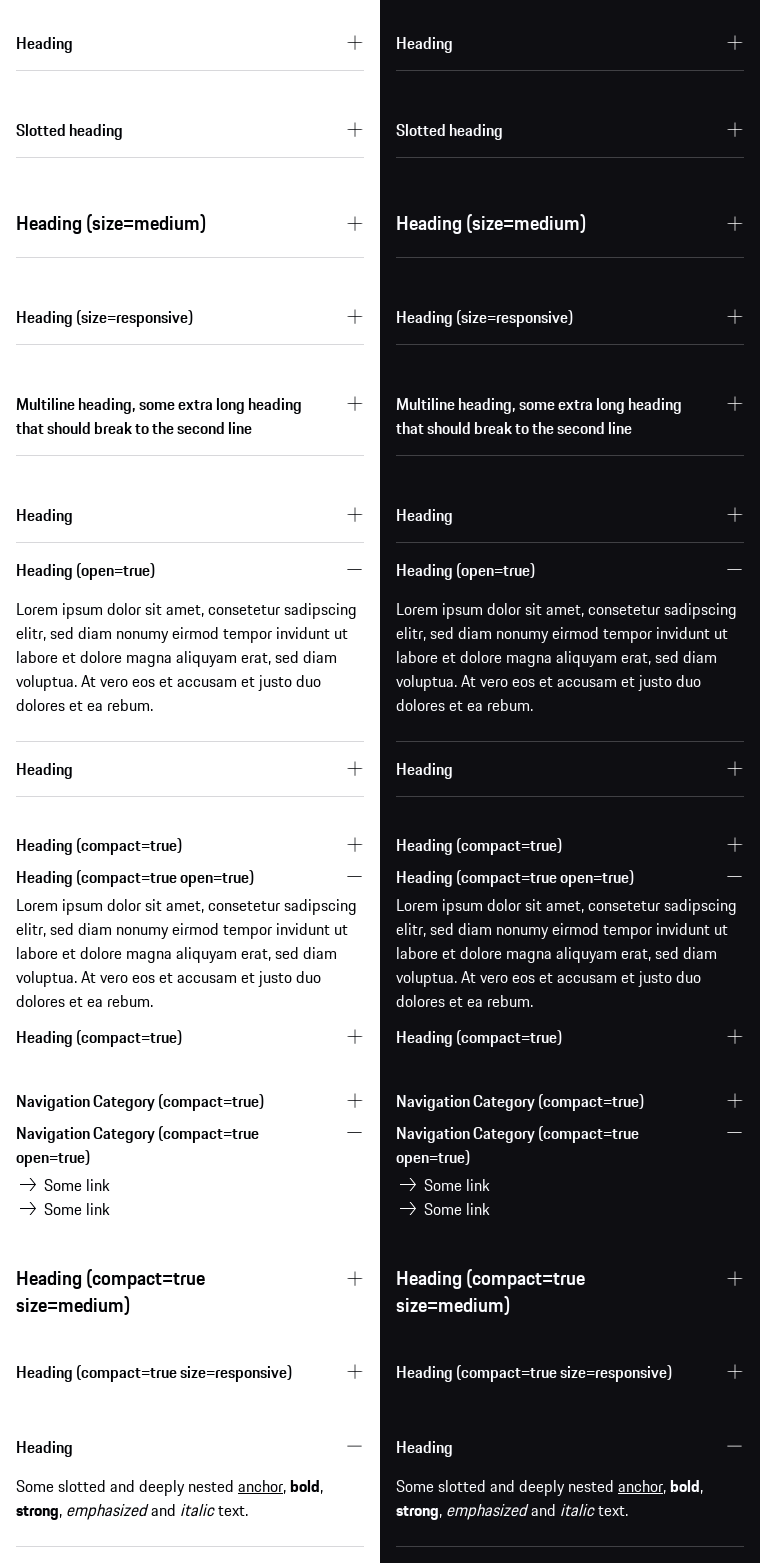 Heading
Slotted heading
Heading (size=medium)
Heading (size=responsive)
Multiline heading, some extra long heading
that should break to the second line
Heading
Heading (open=true)
Lorem ipsum dolor sit amet, consetetur sadipscing
elitr, sed diam nonumy eirmod tempor invidunt ut
labore et dolore magna aliquyam erat, sed diam
voluptua. At vero eos et accusam et justo duo
dolores et ea rebum.
Heading
Heading (compact=true)
Heading (compact=true open=true)
Lorem ipsum dolor sit amet, consetetur sadipscing
elitr, sed diam nonumy eirmod tempor invidunt ut
labore et dolore magna aliquyam erat, sed diam
voluptua. At vero eos et accusam et justo duo
dolores et ea rebum.
Heading (compact=true)
Navigation Category (compact=true)
Navigation Category (compact=true
open=true)
Some link
Some link
Heading (compact=true
size=medium)
Heading (compact=true size=responsive)
Heading
Some slotted and deeply nested anchor, bold,
strong, emphasized and italic text.
Heading
Slotted heading
Heading (size=medium)
Heading (size=responsive)
Multiline heading, some extra long heading
that should break to the second line
Heading
Heading (open=true)
Lorem ipsum dolor sit amet, consetetur sadipscing
elitr, sed diam nonumy eirmod tempor invidunt ut
labore et dolore magna aliquyam erat, sed diam
voluptua. At vero eos et accusam et justo duo
dolores et ea rebum.
Heading
Heading (compact=true)
Heading (compact=true open=true)
Lorem ipsum dolor sit amet, consetetur sadipscing
elitr, sed diam nonumy eirmod tempor invidunt ut
labore et dolore magna aliquyam erat, sed diam
voluptua. At vero eos et accusam et justo duo
dolores et ea rebum.
Heading (compact=true)
Navigation Category (compact=true)
Navigation Category (compact=true
open=true)
Some link
Some link
Heading (compact=true
size=medium)
Heading (compact=true size=responsive)
Heading
Some slotted and deeply nested anchor, bold,
strong, emphasized and italic text.